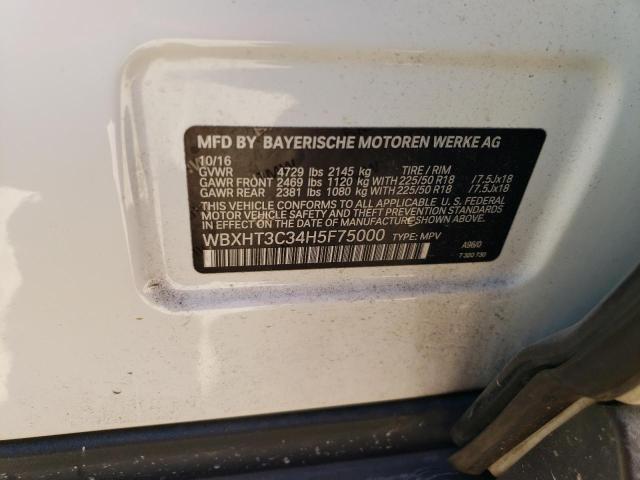 MFD BY BAYERISCHE MOTOREN WERKE AG
10/16
GVWR 4729 lbs 2145 kg TIRE / RIM
GAWR FRONT 2469 lbs 1120 kg WITH 225/50 R18 /7.5Jx18
GAWR REAR 2381 lbs 1080 kg WITH 225/50 R18 /7.5Jx18
THIS VEHICLE CONFORMS TO ALL APPLICABLE U. S. FEDERAL
MOTOR VEHICLE SAFETY AND THEFT PREVENTION STANDARDS
IN EFFECT ON THE DATE OF MANUFACTURE SHOWN ABOVE.
WBXHT3C34H5F75000 TYPE: MPV
A96/0
7 320 730